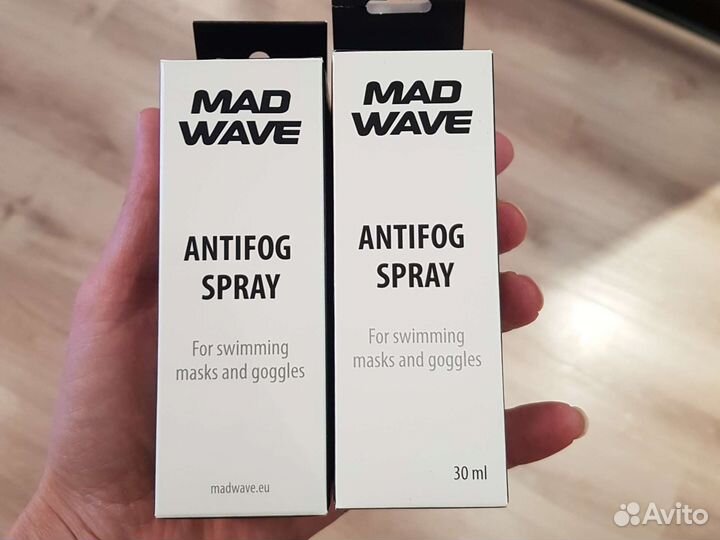 MAD
WAVE
ANTIFOG
SPRAY
For swimming
masks and goggles
madwave.eu
MAD
WAVE
ANTIFOG
SPRAY
For swimming
masks and goggles
30 ml
Avito